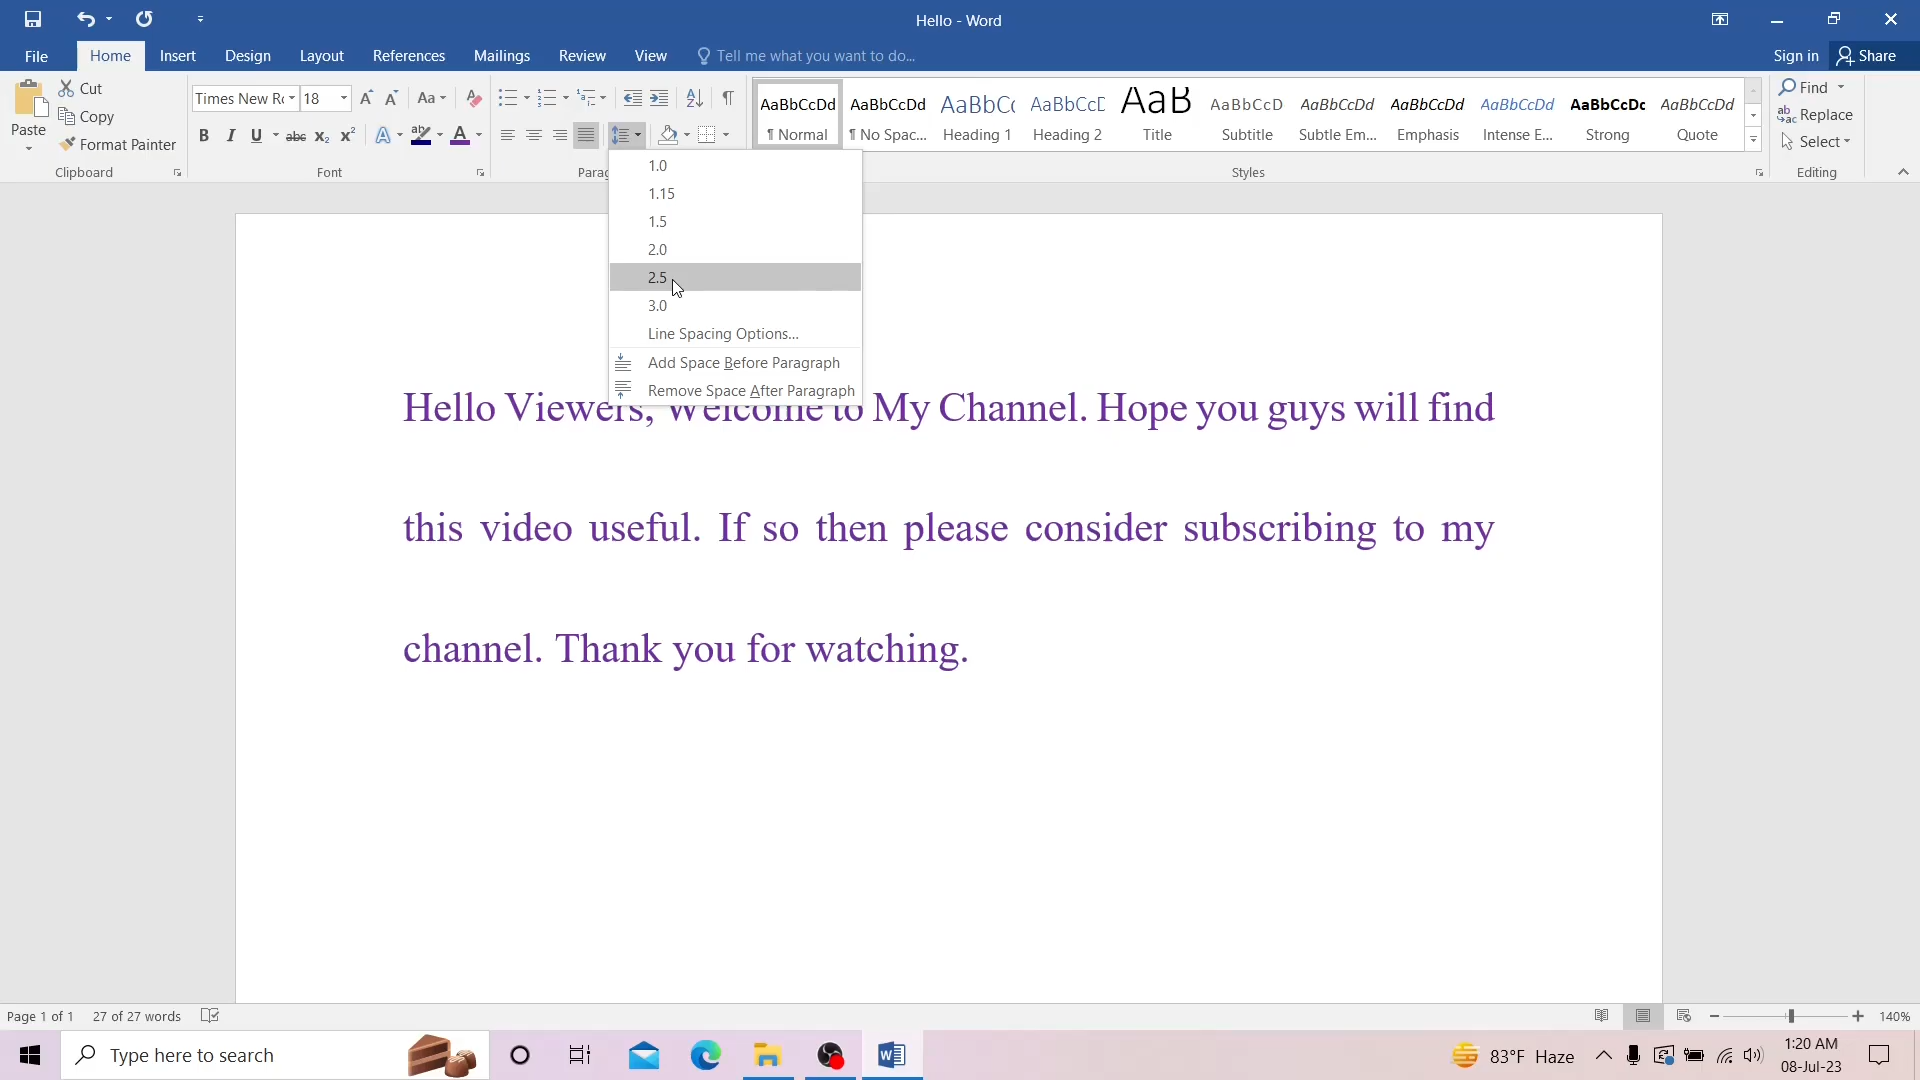 Hello - Word
File Home Insert Design Layout References Mailings Review View Tell me what you want to do... Sign in Share
Paste Cut Copy Format Painter
Clipboard
Times New Ro 18
Font
AaBbCcDd ¶ Normal
AaBbCcDd ¶ No Spac...
AaBbCc Heading 1
AaBbCcD Heading 2
AaB Title
AaBbCcD Subtitle
AaBbCcDd Subtle Em...
AaBbCcDd Emphasis
AaBbCcDd Intense E...
AaBbCcDc Strong
AaBbCcDd Quote
Styles
Find
Replace
Select
Editing
1.0
1.15
1.5
2.0
2.5
3.0
Line Spacing Options...
Add Space Before Paragraph
Remove Space After Paragraph
Hello Viewers, Welcome to My Channel. Hope you guys will find
this video useful. If so then please consider subscribing to my
channel. Thank you for watching.
Page 1 of 1 27 of 27 words 140%
Type here to search 83°F Haze 1:20 AM
08-Jul-23